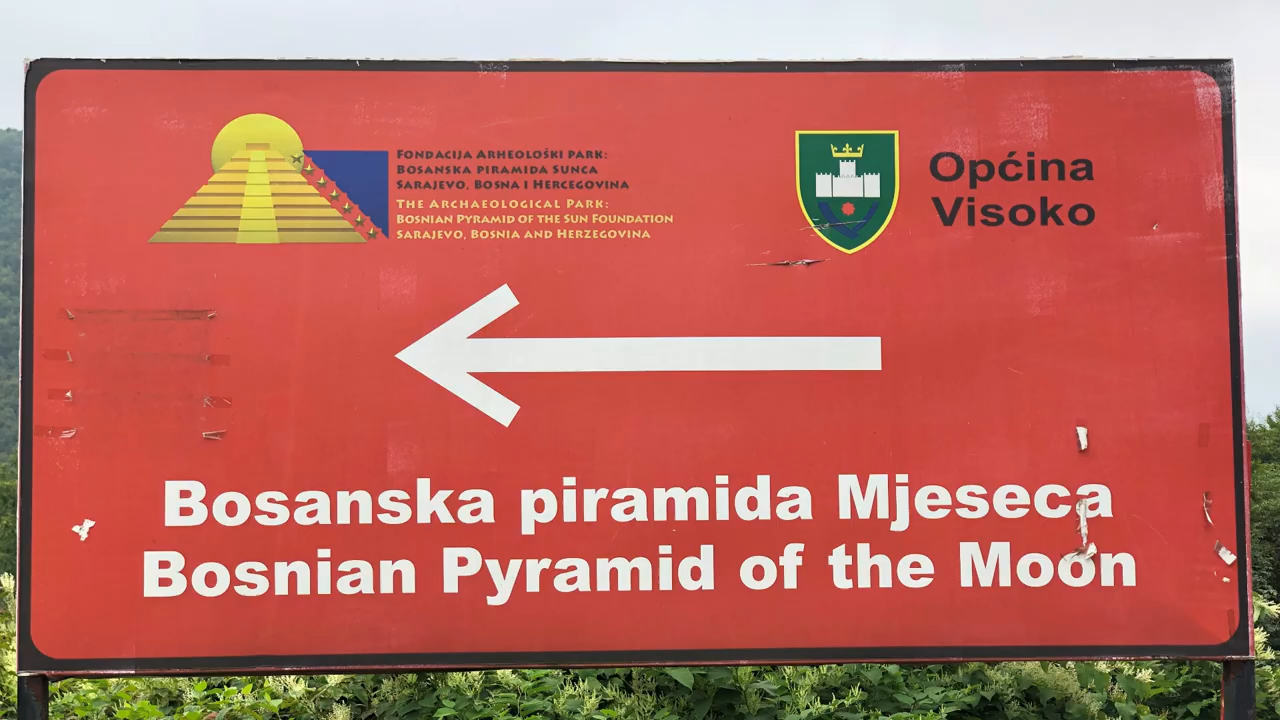 FONDACIJA ARHEOLOŠKI PARK:
BOSANSKA PIRAMIDA SUNCA
SARAJEVO, BOSNA I HERCEGOVINA
THE ARCHAEOLOGICAL PARK:
BOSNIAN PYRAMID OF THE SUN FOUNDATION
SARAJEVO, BOSNIA AND HERZEGOVINA
Općina
Visoko
Bosanska piramida Mjeseca
Bosnian Pyramid of the Moon